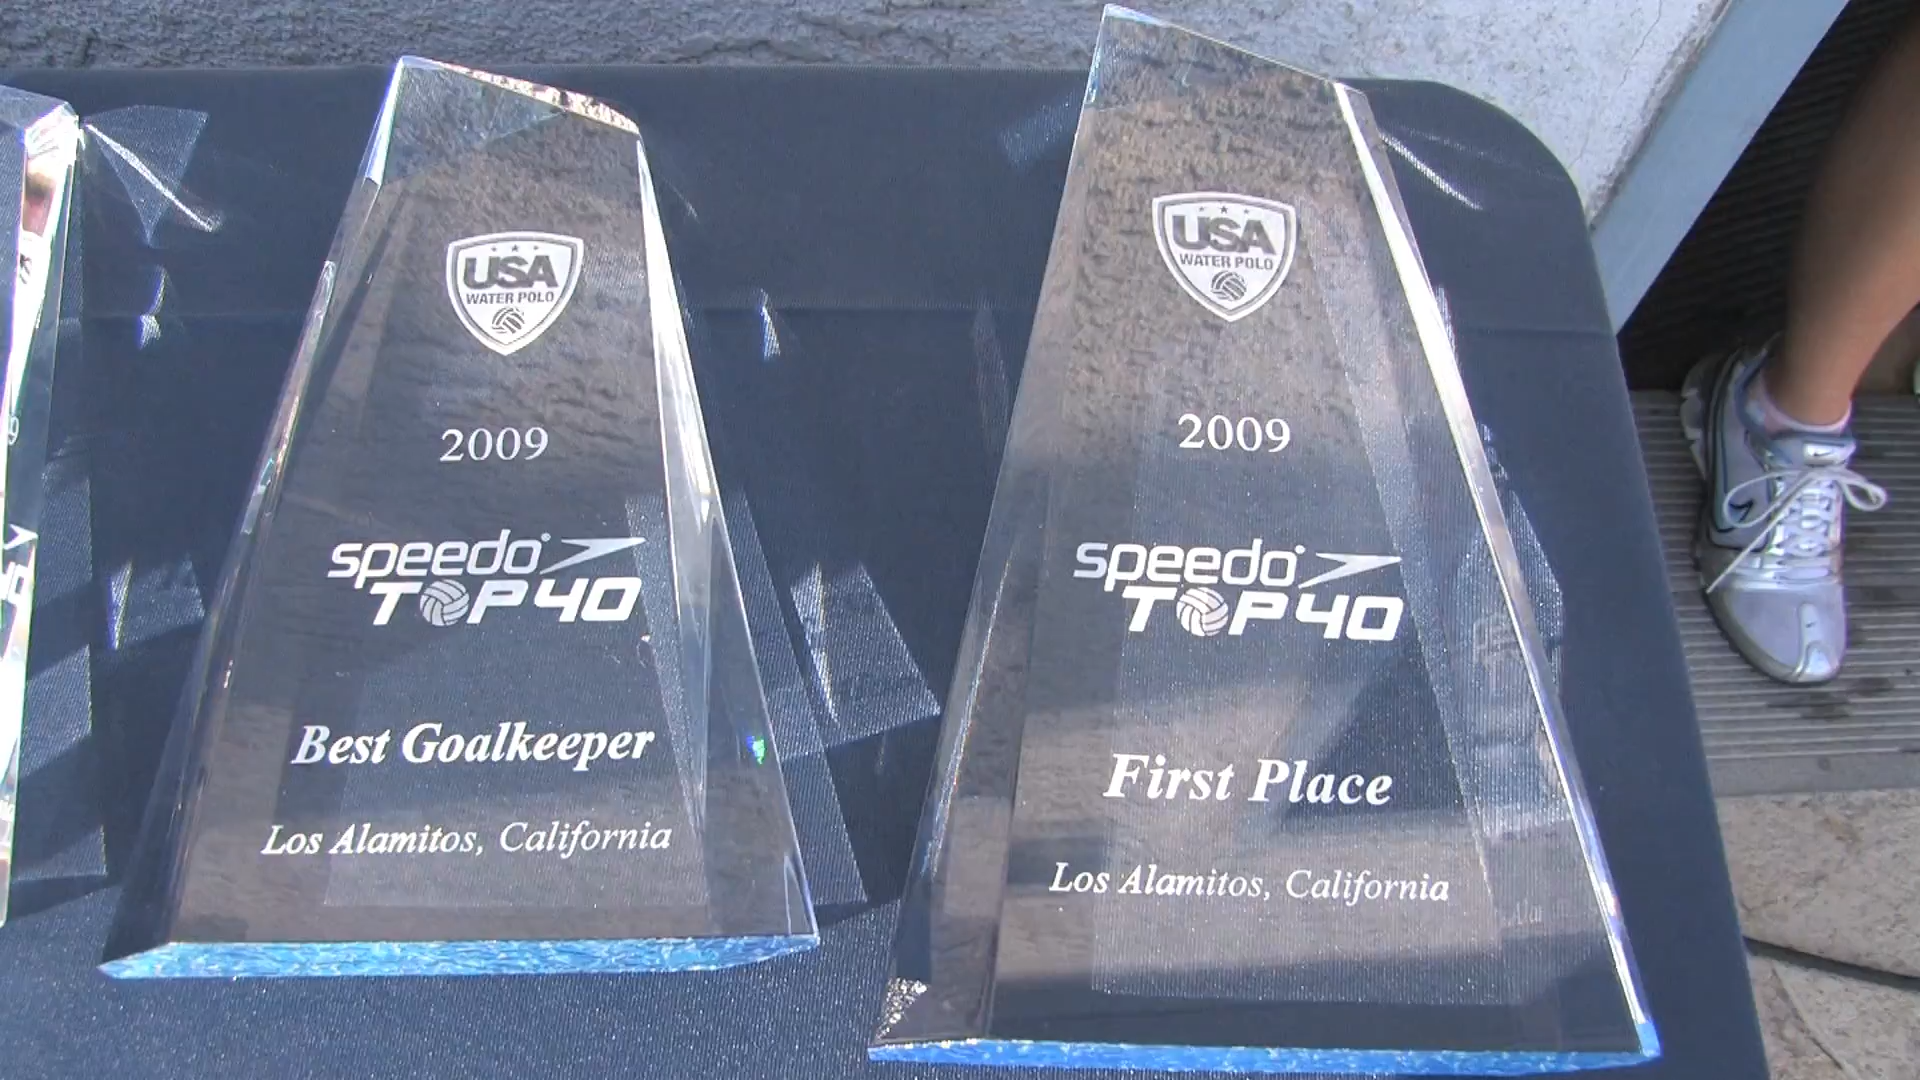 USA
WATER POLO
2009
speedo
TOP 40
Best Goalkeeper
Los Alamitos, California
USA
WATER POLO
2009
speedo
TOP 40
First Place
Los Alamitos, California